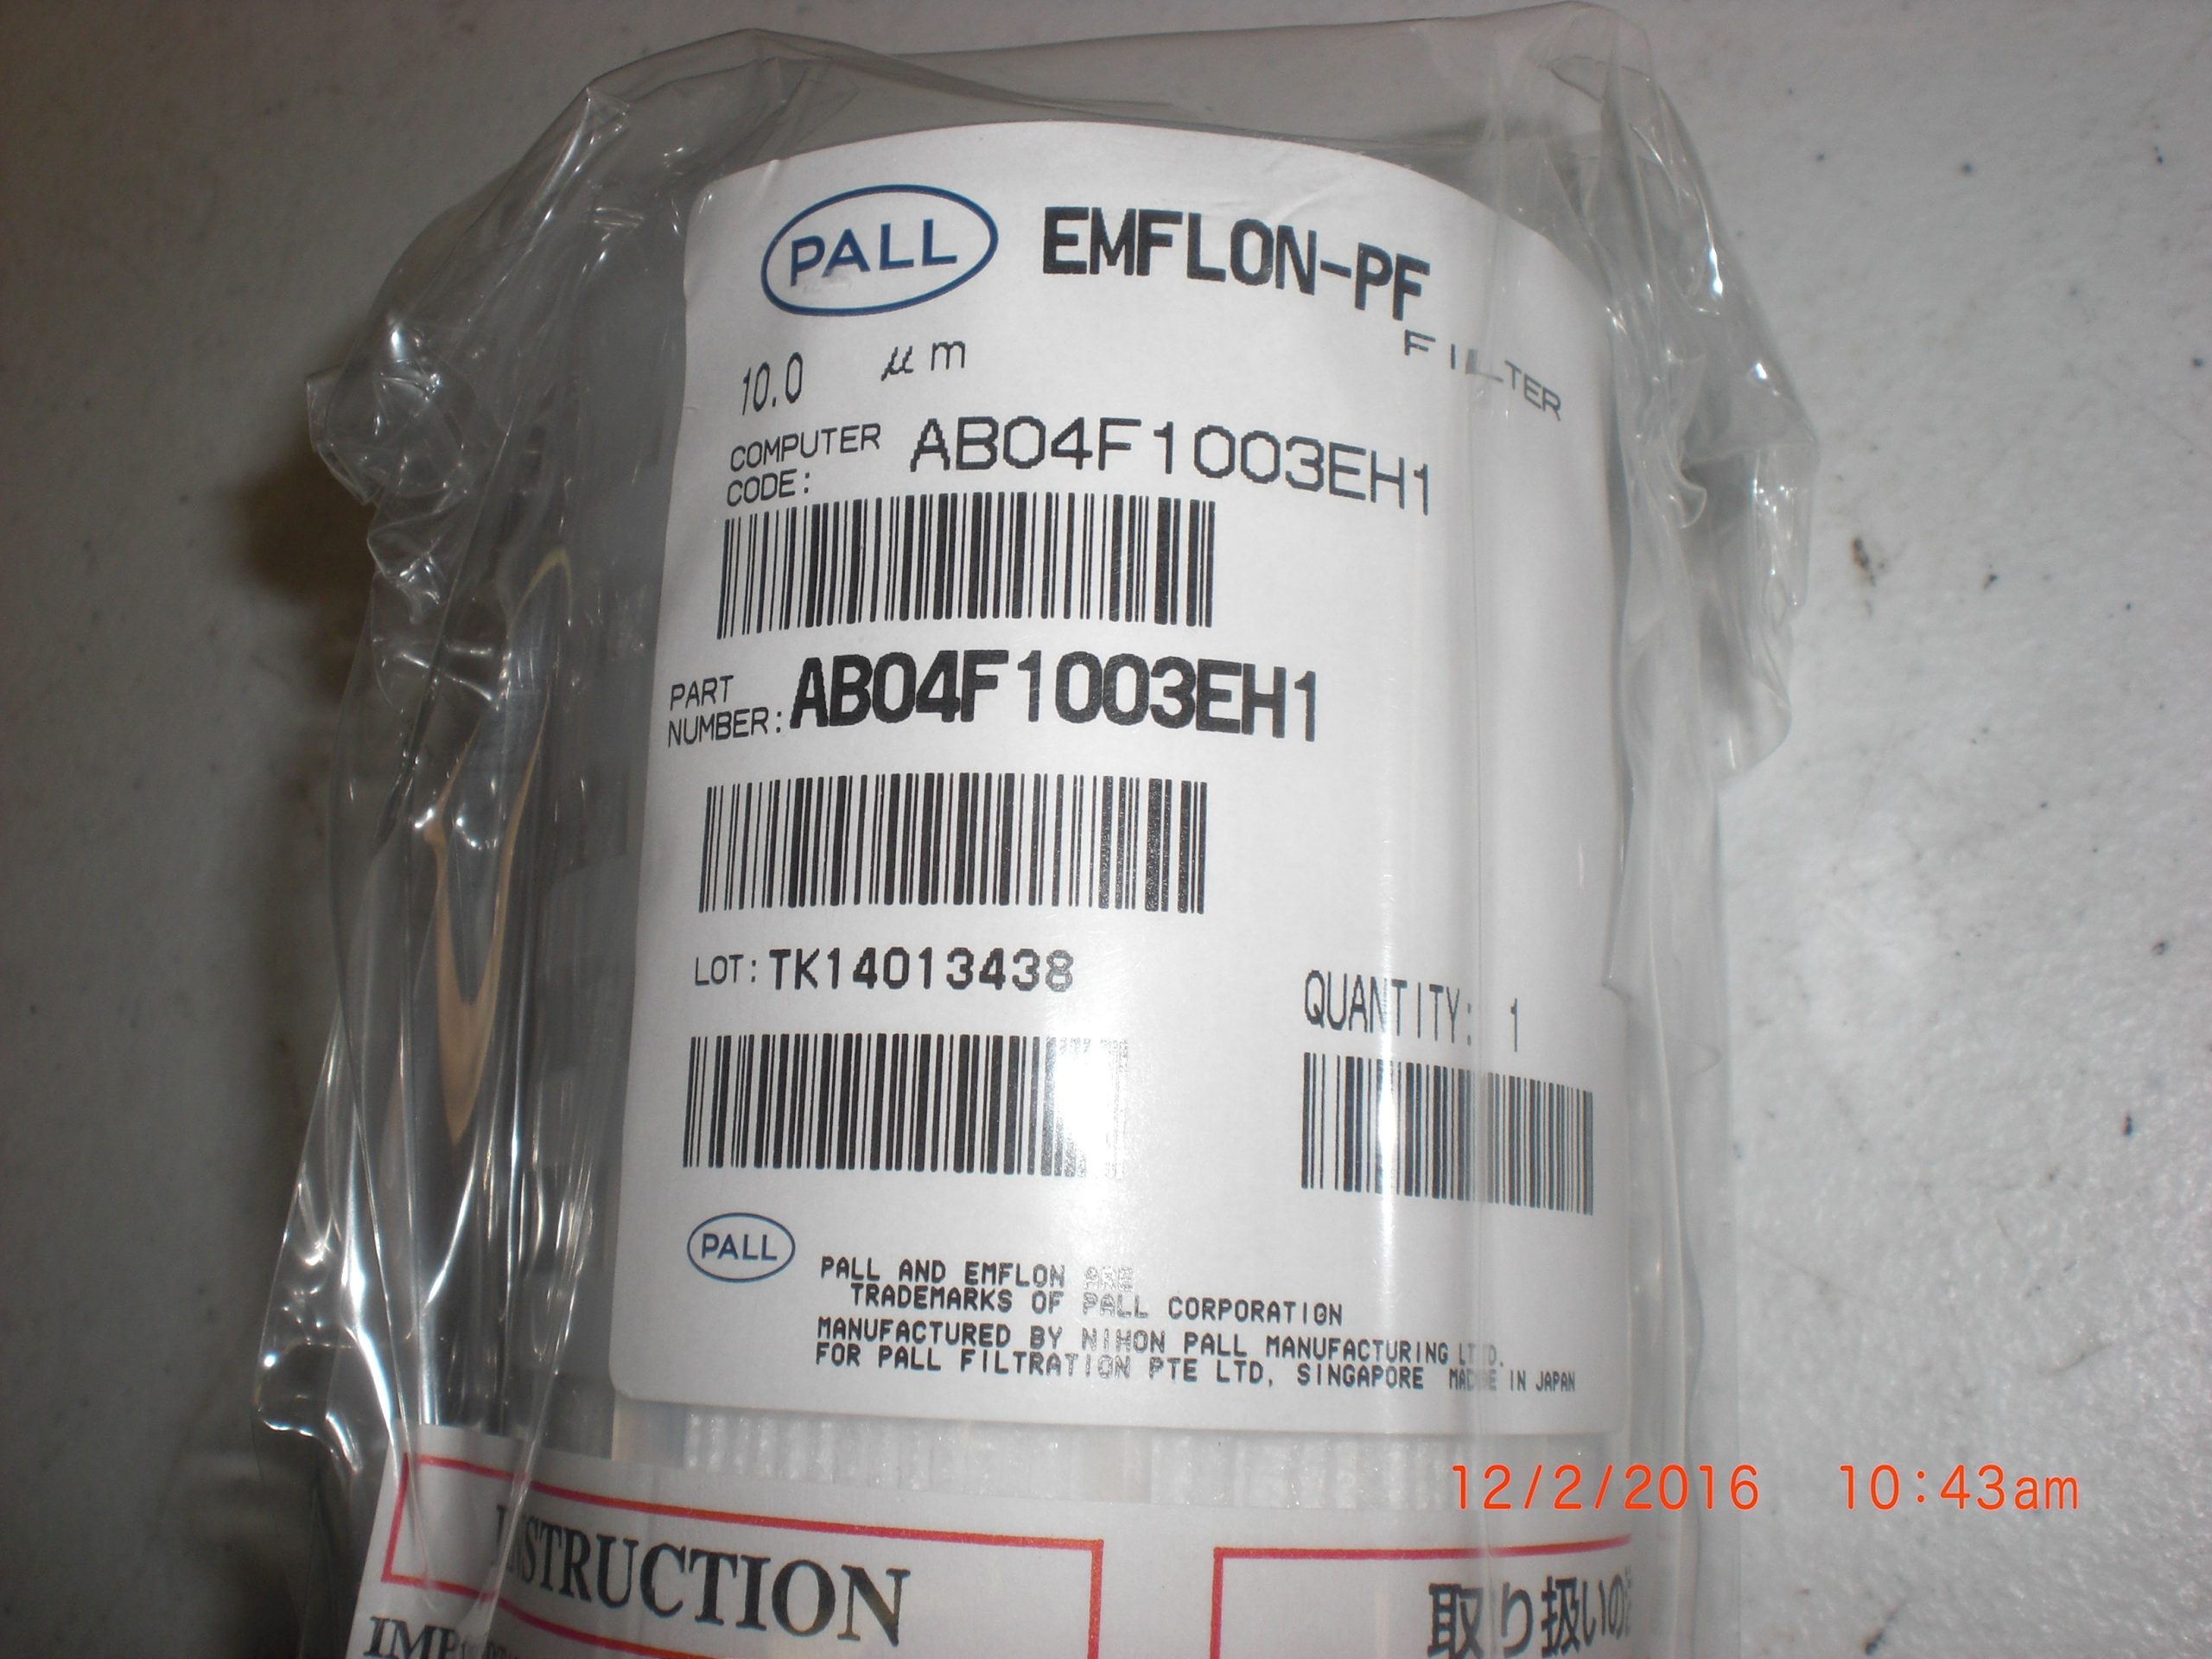 PALL EMFLON-PF
FILTER
10.0 μm
COMPUTER CODE: AB04F1003EH1
PART NUMBER: AB04F1003EH1
LOT: TK14013438
QUANTITY: 1
PALL
PALL AND EMFLON ARE
TRADEMARKS OF PALL CORPORATION
MANUFACTURED BY NIHON PALL MANUFACTURING LTD.
FOR PALL FILTRATION PTE LTD, SINGAPORE MADE IN JAPAN
12/2/2016 10:43am
INSTRUCTION
取り扱いの